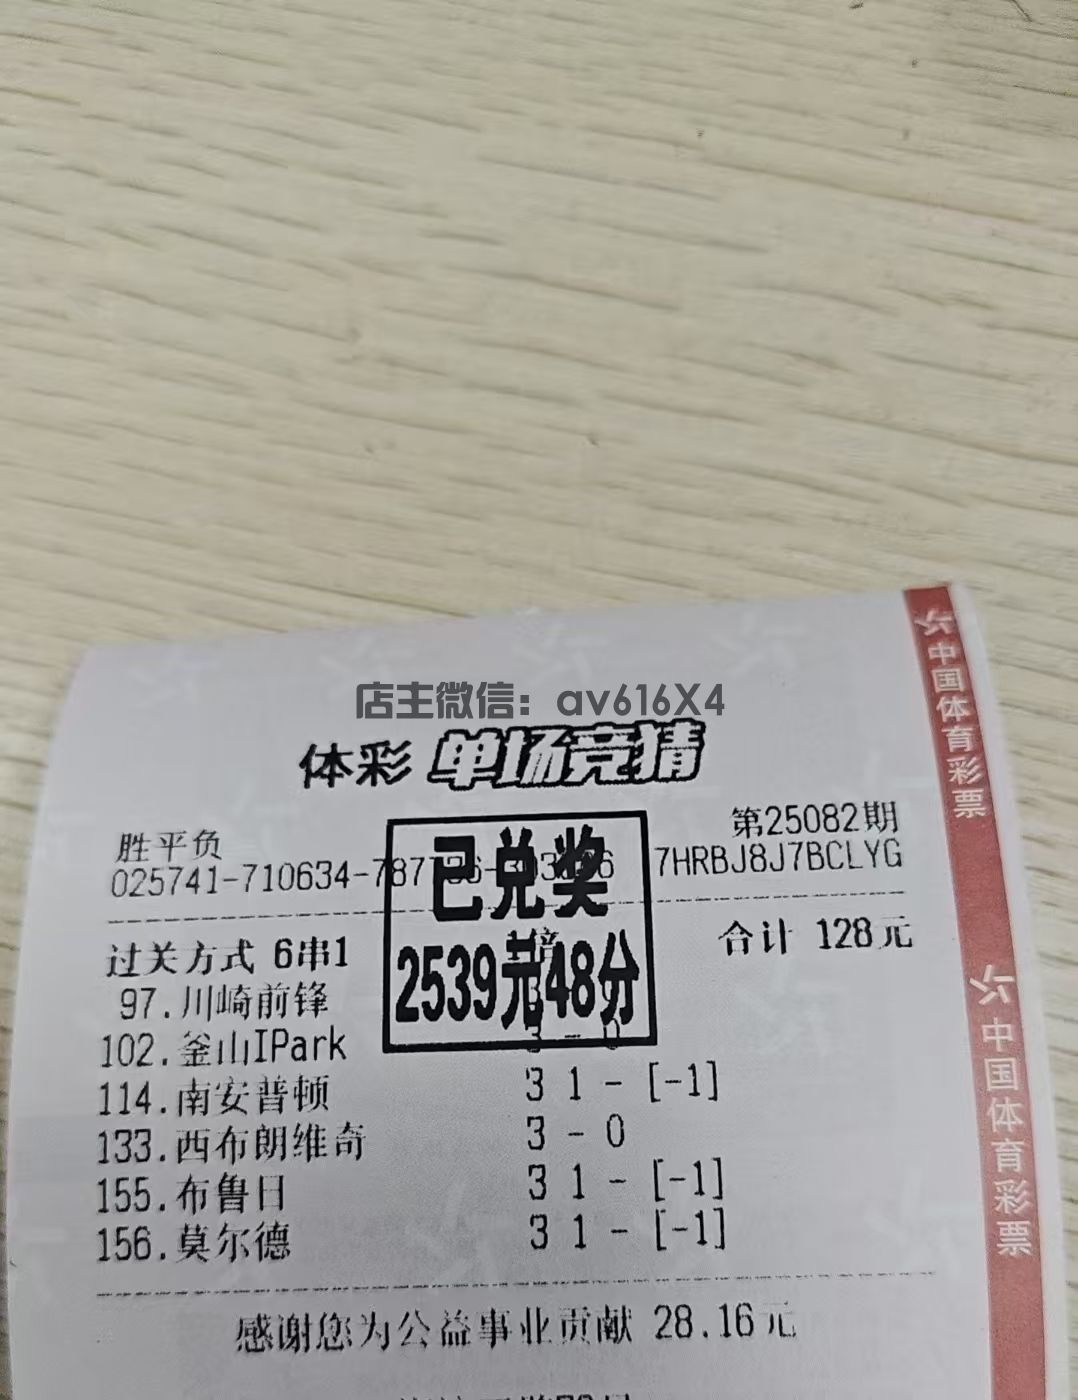 店主微信：av616X4
体彩 单场竞猜
胜平负
第25082期
025741-710634-787
7HRBJ8J7BCLYG
已兑奖
2539元48分
过关方式 6串1
倍
合计 128元
97.川崎前锋
102.釜山IPark
3 - 0
114.南安普顿 3 1 - [-1]
133.西布朗维奇 3 - 0
155.布鲁日 3 1 - [-1]
156.莫尔德 3 1 - [-1]
感谢您为公益事业贡献 28.16元
中国体育彩票
中国体育彩票